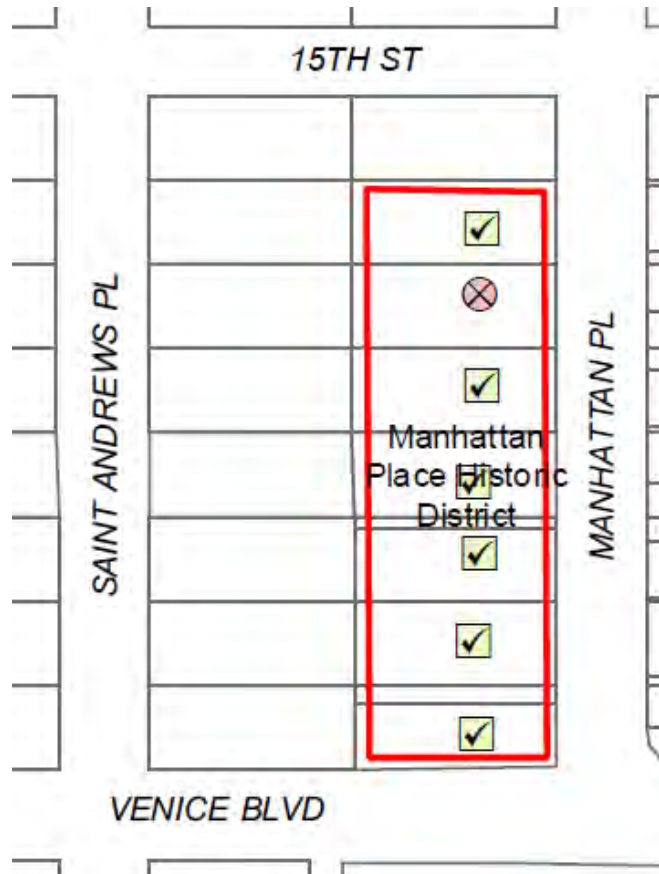 15TH ST
SAINT ANDREWS PL
MANHATTAN PL
Manhattan
Place Historic
District
VENICE BLVD